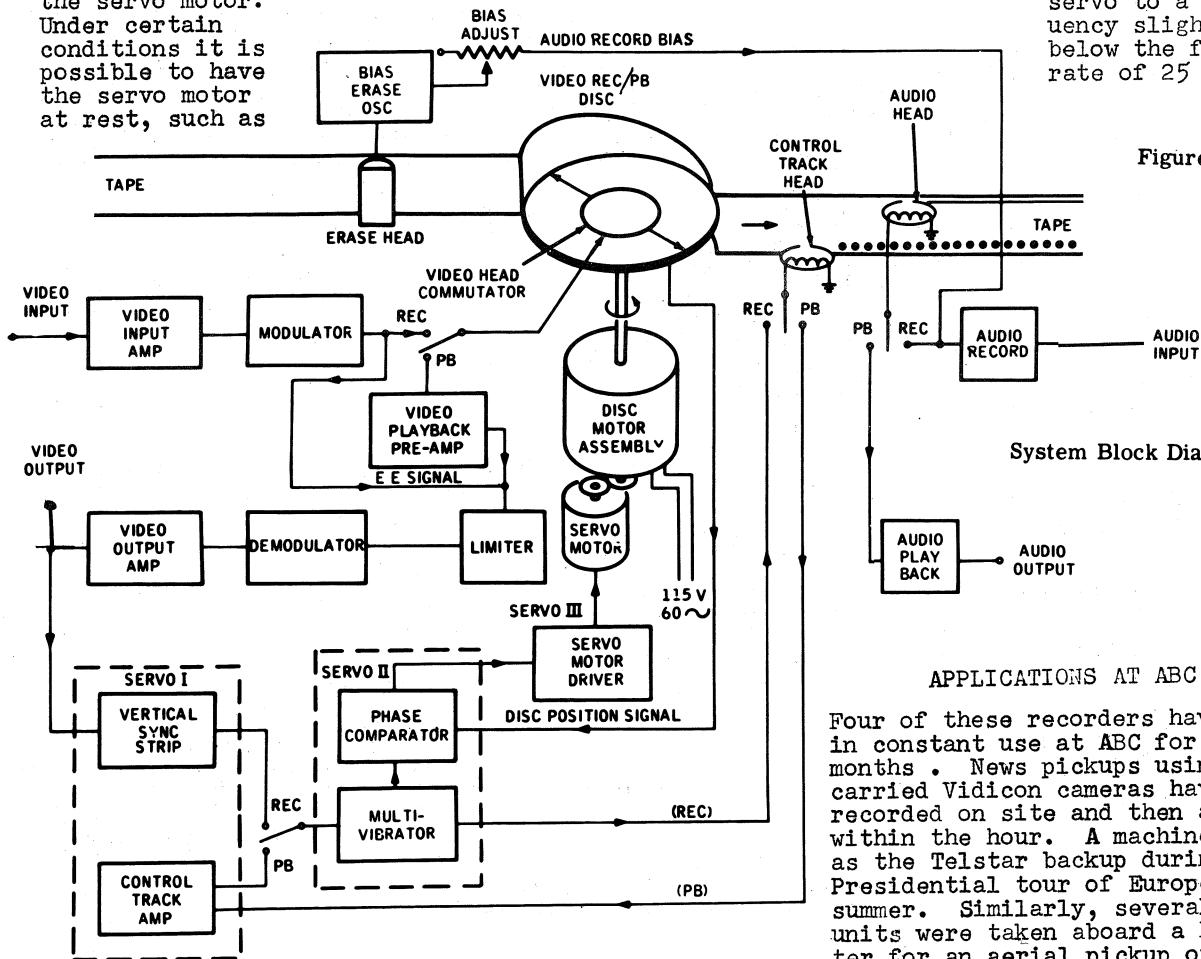 the servo motor.
Under certain
conditions it is
possible to have
the servo motor
at rest, such as
servo to a
uency sligh
below the f
rate of 25
BIAS
ADJUST
AUDIO RECORD BIAS
BIAS
ERASE
OSC
VIDEO REC/PB
DISC
AUDIO
HEAD
CONTROL
TRACK
HEAD
Figure
TAPE
ERASE HEAD
TAPE
VIDEO HEAD
COMMUTATOR
VIDEO
INPUT
VIDEO
INPUT
AMP
MODULATOR
REC
PB
REC
PB
PB
REC
AUDIO
RECORD
AUDIO
INPUT
VIDEO
PLAYBACK
PRE-AMP
DISC
MOTOR
ASSEMBLY
VIDEO
OUTPUT
E E SIGNAL
System Block Dia
VIDEO
OUTPUT
AMP
DEMODULATOR
LIMITER
SERVO
MOTOR
AUDIO
PLAY
BACK
AUDIO
OUTPUT
115 V
60~
SERVO III
SERVO
MOTOR
DRIVER
SERVO I
SERVO II
VERTICAL
SYNC
STRIP
PHASE
COMPARATOR
DISC POSITION SIGNAL
REC
PB
MULTI-
VIBRATOR
(REC)
CONTROL
TRACK
AMP
(PB)
APPLICATIONS AT ABC
Four of these recorders hav
in constant use at ABC for
months . News pickups usin
carried Vidicon cameras hav
recorded on site and then a
within the hour. A machine
as the Telstar backup durin
Presidential tour of Europe
summer. Similarly, several
units were taken aboard a
ter for an aerial pickup o